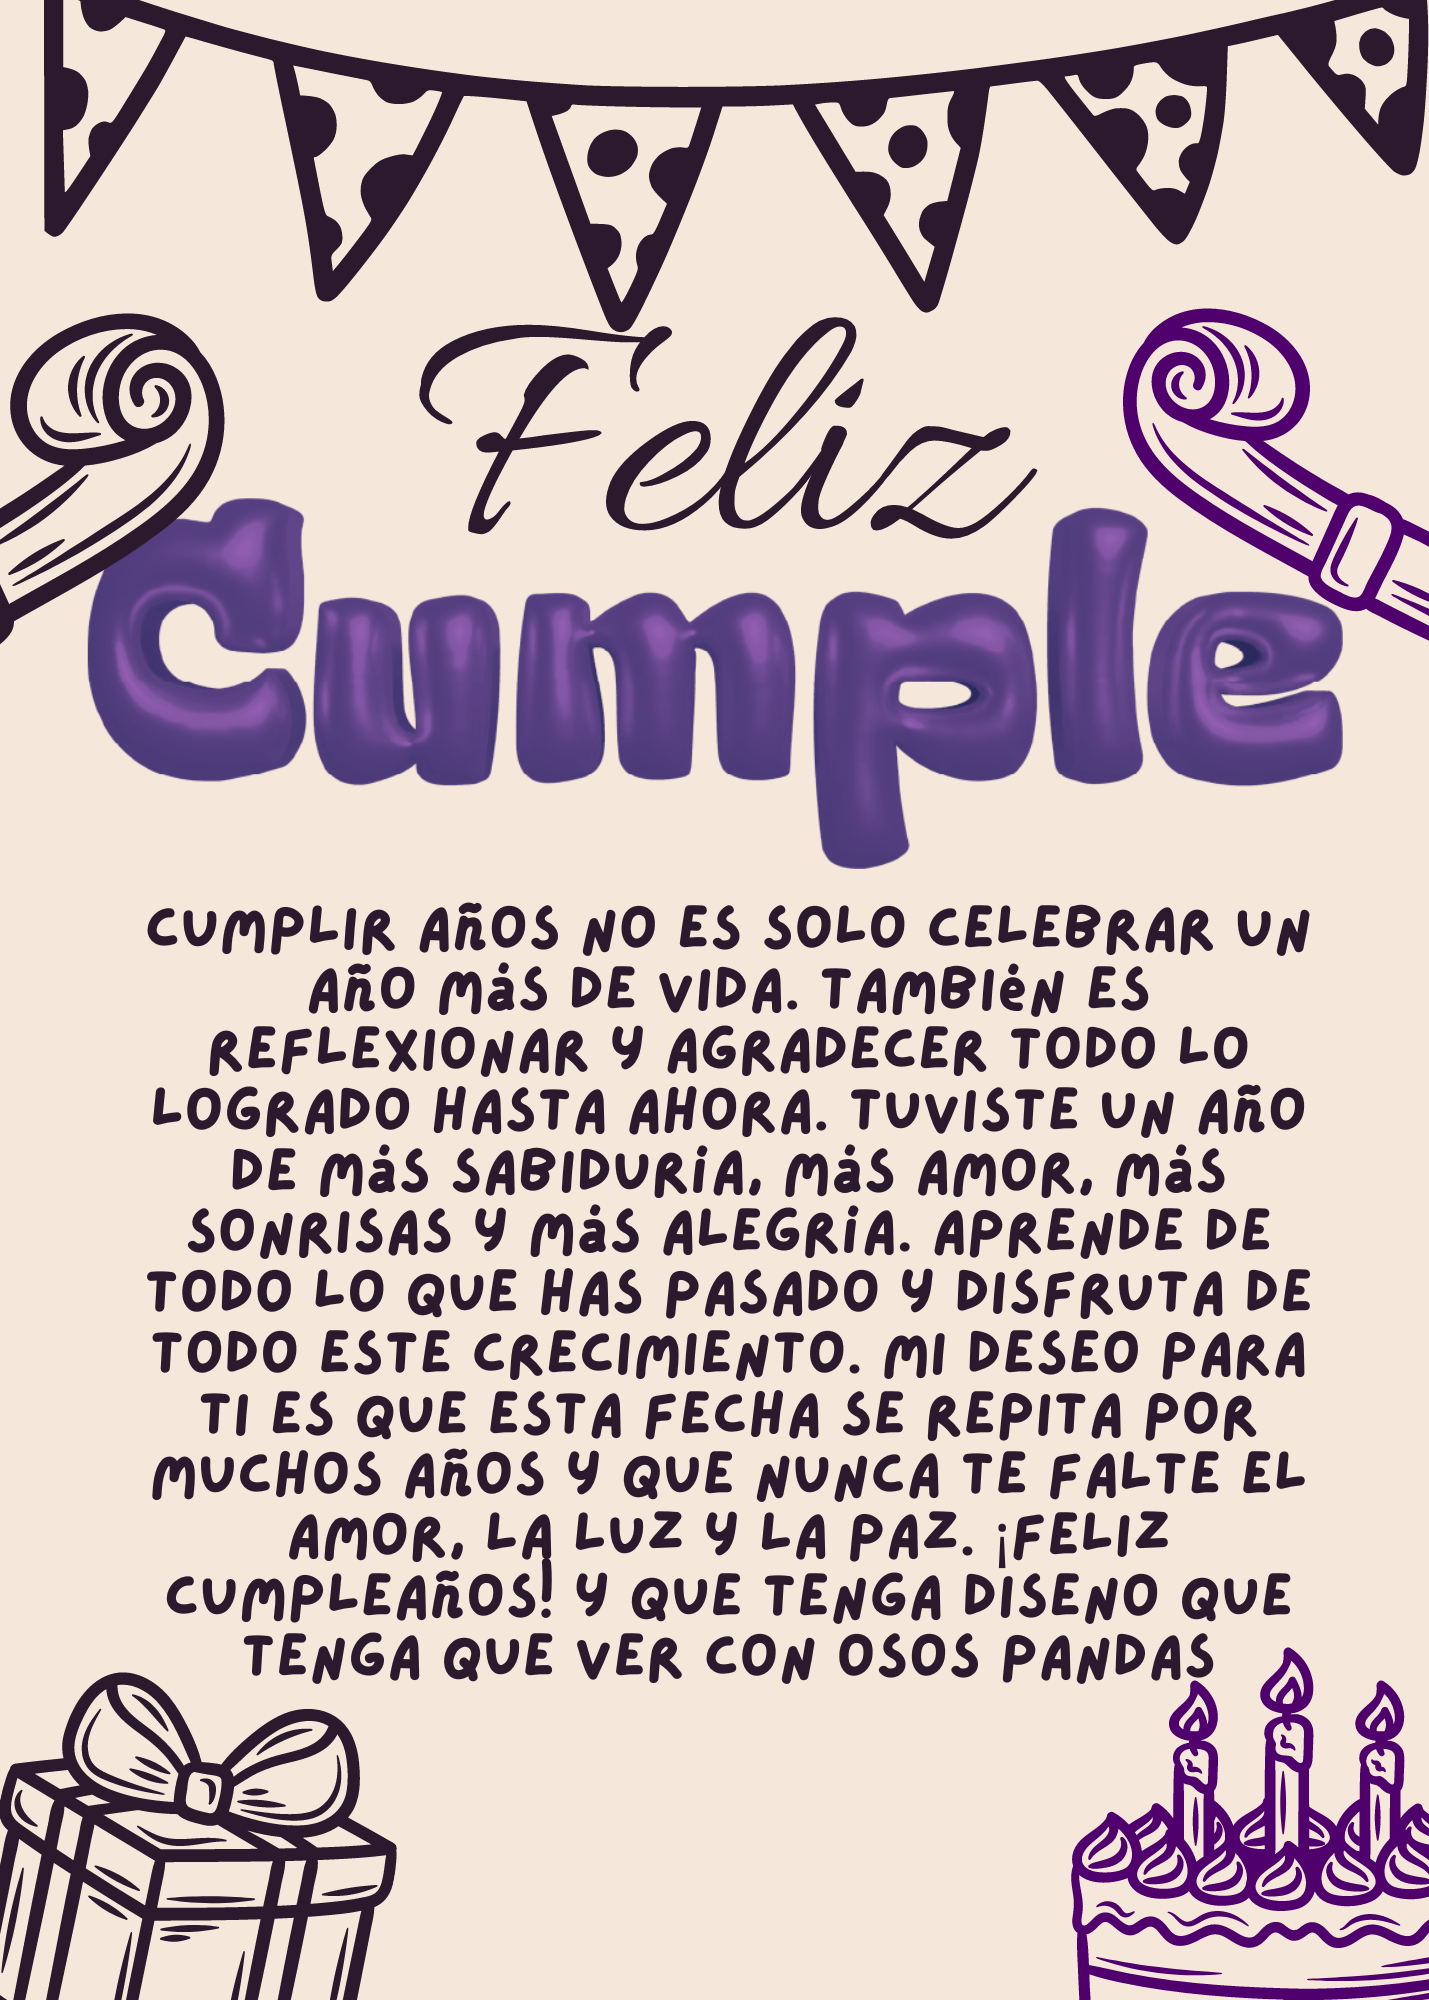 Feliz
Cumple
CUMPLIR AñOS NO ES SOLO CELEBRAR UN
AñO MáS DE VIDA. TAMBIéN ES
REFLEXIONAR Y AGRADECER TODO LO
LOGRADO HASTA AHORA. TUVISTE UN AñO
DE MáS SABIDURíA, MáS AMOR, MáS
SONRISAS Y MáS ALEGRíA. APRENDE DE
TODO LO QUE HAS PASADO Y DISFRUTA DE
TODO ESTE CRECIMIENTO. MI DESEO PARA
TI ES QUE ESTA FECHA SE REPITA POR
MUCHOS AñOS Y QUE NUNCA TE FALTE EL
AMOR, LA LUZ Y LA PAZ. ¡FELIZ
CUMPLEAñOS! Y QUE TENGA DISENO QUE
TENGA QUE VER CON OSOS PANDAS